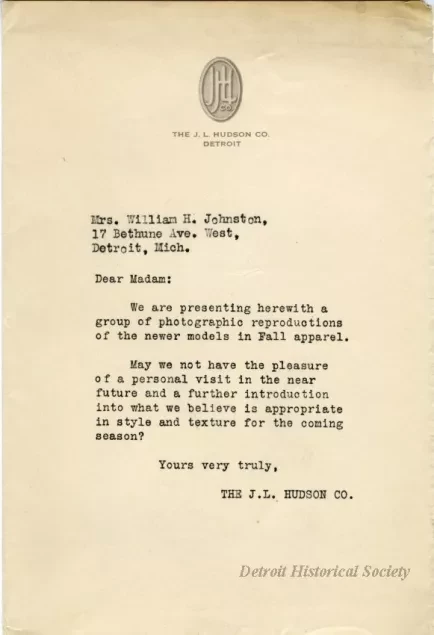 JLH
CO.
THE J. L. HUDSON CO.
DETROIT
Mrs. William H. Johnston,
17 Bethune Ave. West,
Detroit, Mich.
Dear Madam:
We are presenting herewith a
group of photographic reproductions
of the newer models in Fall apparel.
May we not have the pleasure
of a personal visit in the near
future and a further introduction
into what we believe is appropriate
in style and texture for the coming
season?
Yours very truly,
THE J.L. HUDSON CO.
Detroit Historical Society